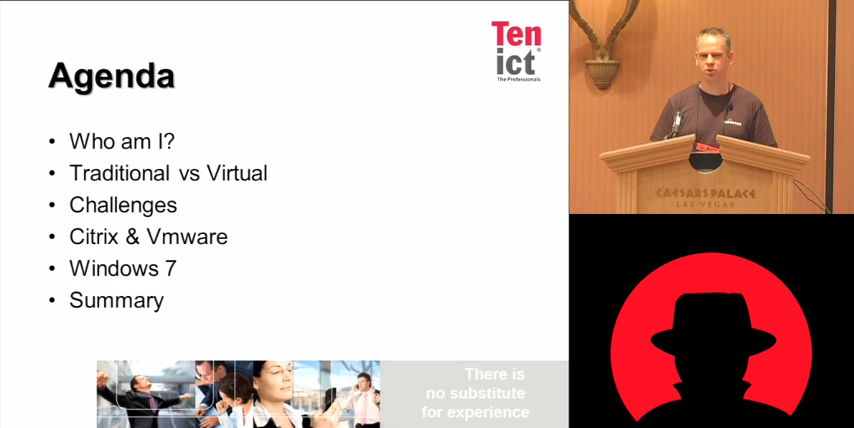 Ten
ict
The Professionals
Agenda
• Who am I?
• Traditional vs Virtual
• Challenges
• Citrix & Vmware
• Windows 7
• Summary
There is
no substitute
for experience
CAESARS PALACE
LAS VEGAS